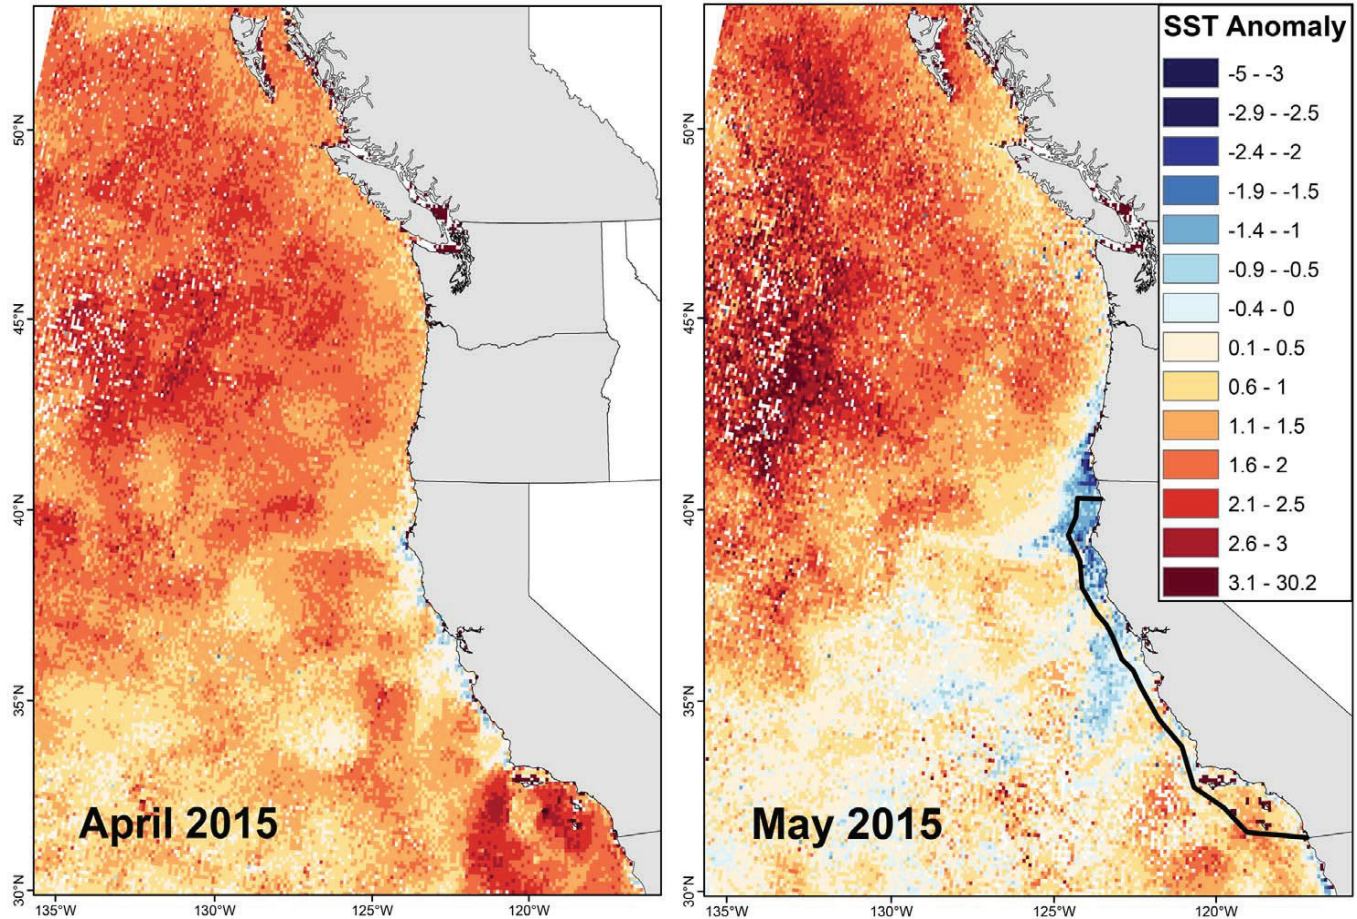 SST Anomaly
-5 - -3
-2.9 - -2.5
-2.4 - -2
-1.9 - -1.5
-1.4 - -1
-0.9 - -0.5
-0.4 - 0
0.1 - 0.5
0.6 - 1
1.1 - 1.5
1.6 - 2
2.1 - 2.5
2.6 - 3
3.1 - 30.2
50°N
45°N
40°N
35°N
30°N
April 2015
135°W
130°W
125°W
120°W
50°N
45°N
40°N
35°N
30°N
May 2015
135°W
130°W
125°W
120°W